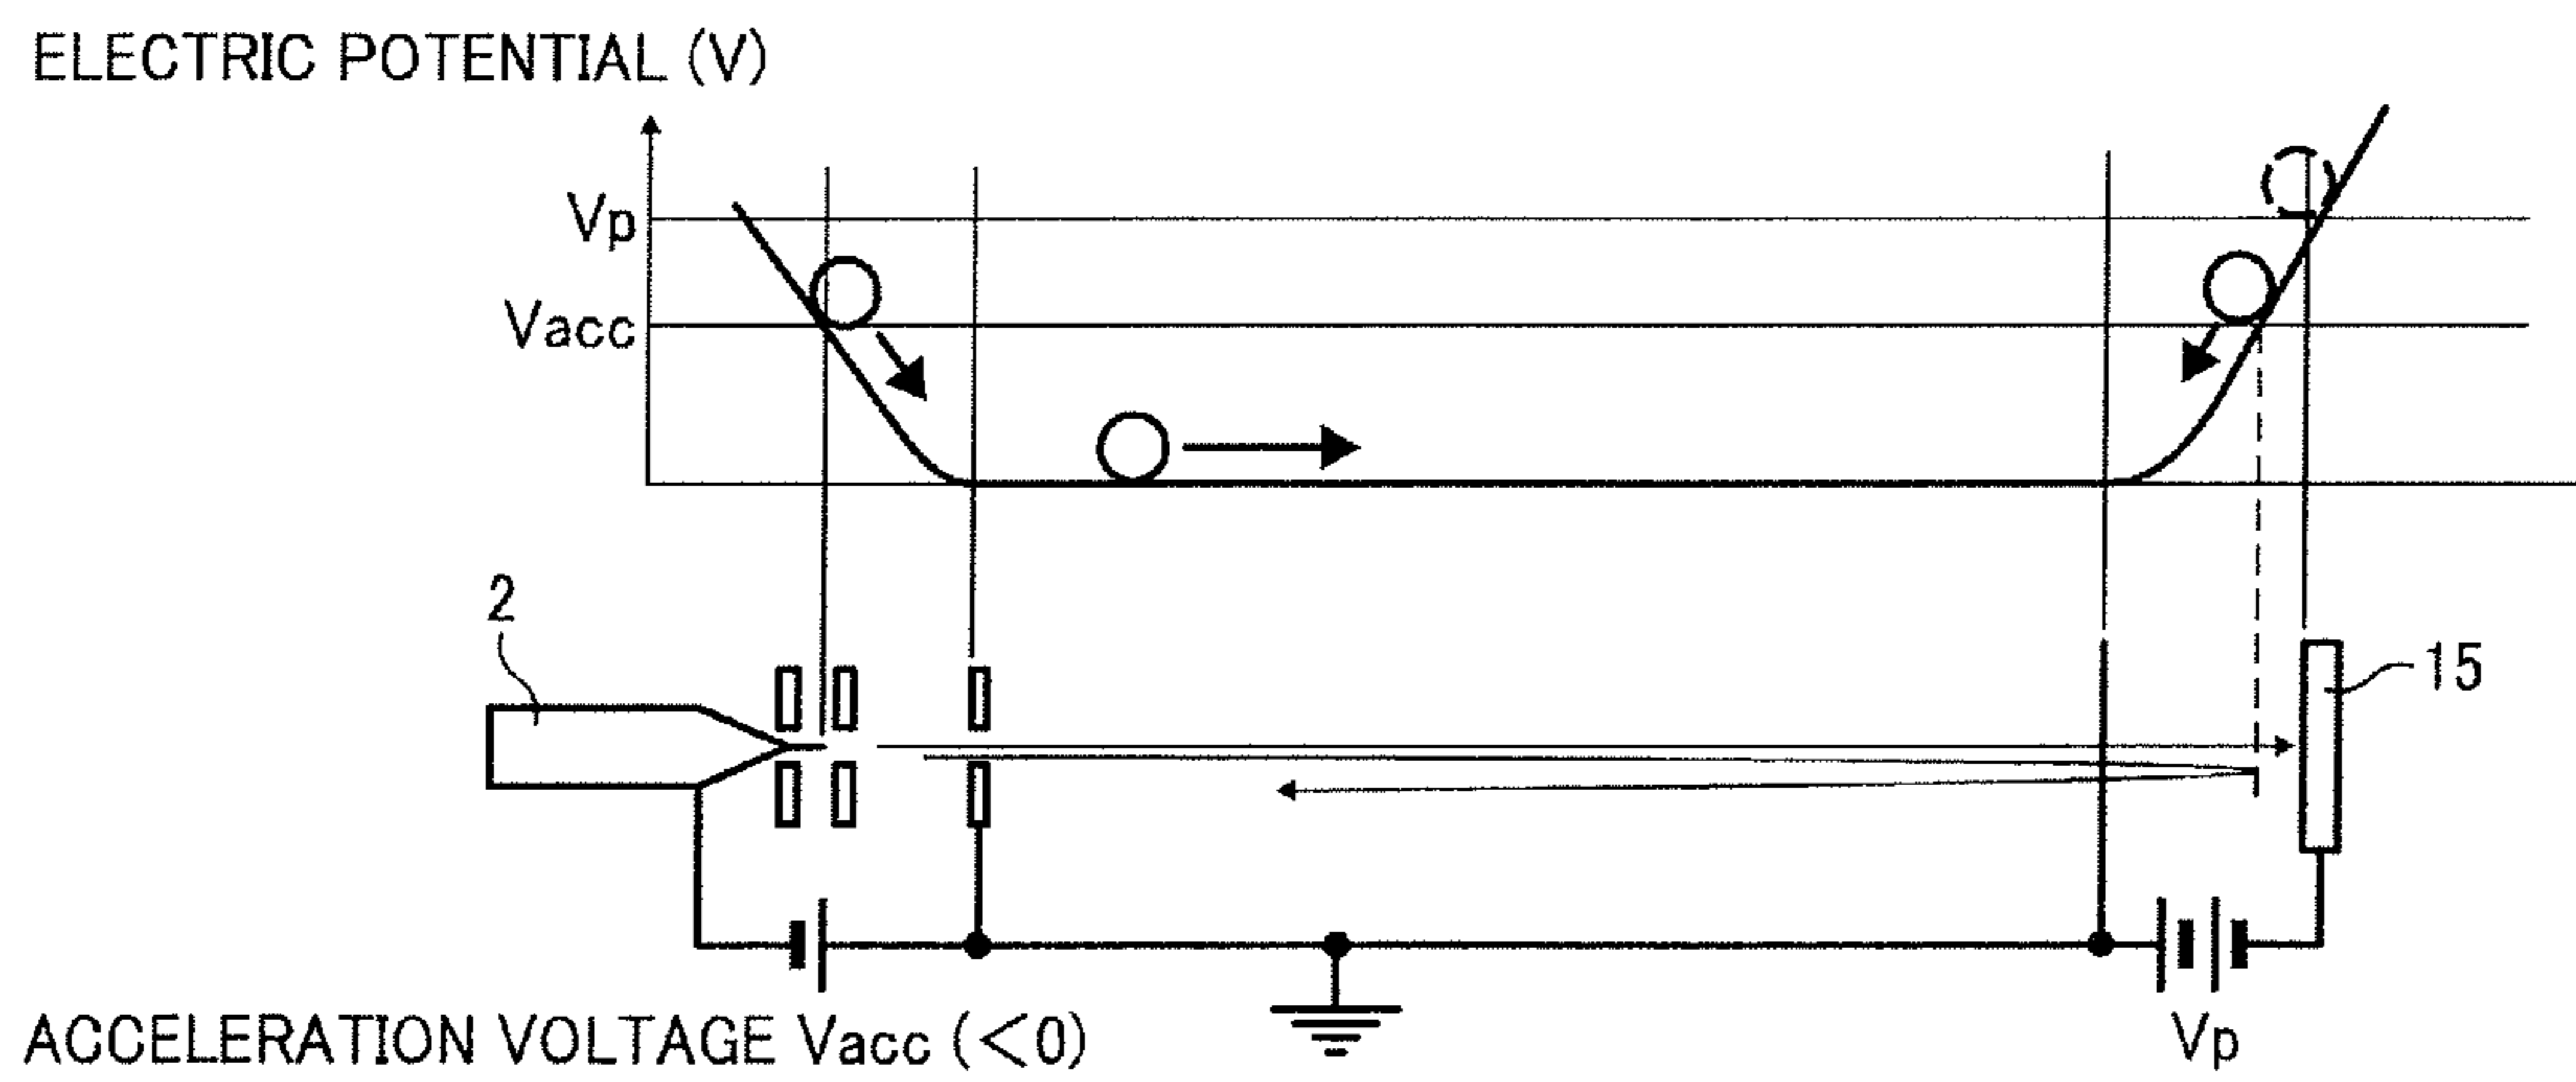 ELECTRIC POTENTIAL (V)
Vp
Vacc
2
15
ACCELERATION VOLTAGE Vacc (<0)
Vp